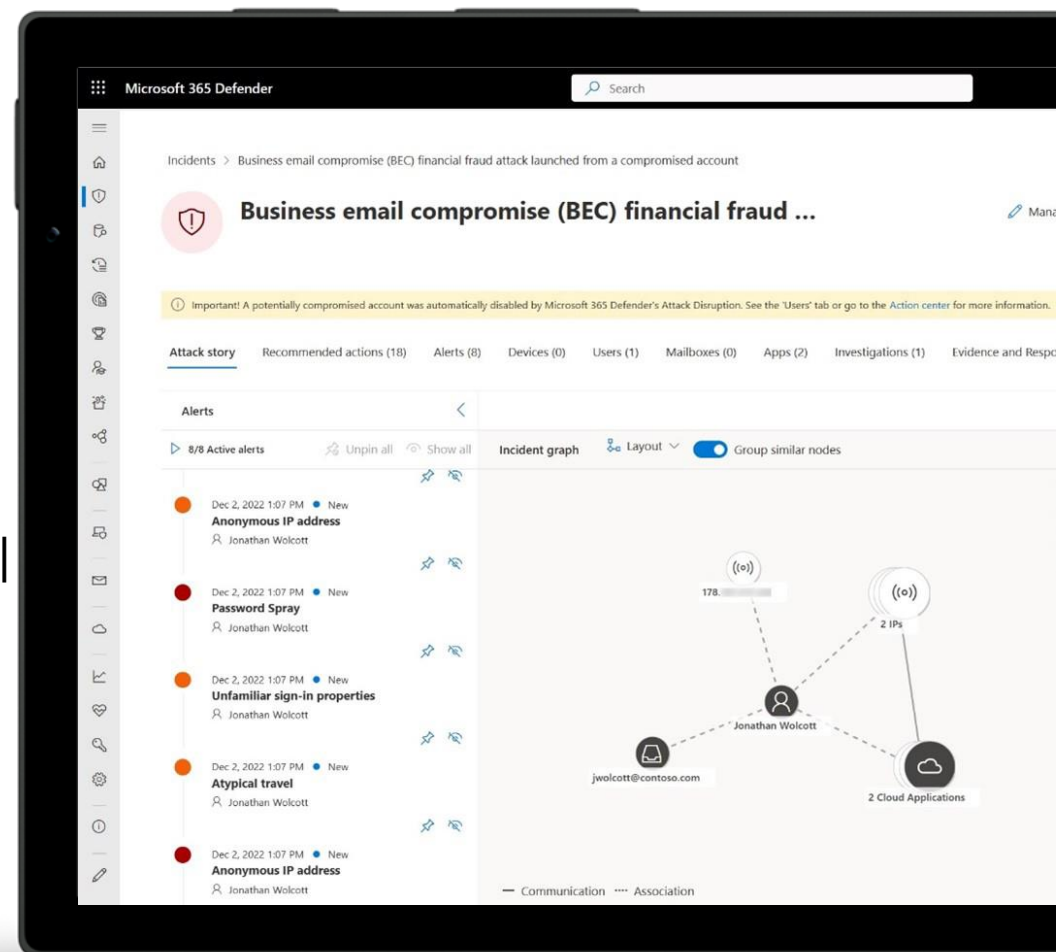 Microsoft 365 Defender
Search
Incidents > Business email compromise (BEC) financial fraud attack launched from a compromised account
Business email compromise (BEC) financial fraud ...
Important! A potentially compromised account was automatically disabled by Microsoft 365 Defender's Attack Disruption. See the 'Users' tab or go to the Action center for more information.
Attack story Recommended actions (18) Alerts (8) Devices (0) Users (1) Mailboxes (0) Apps (2) Investigations (1) Evidence and
Alerts
8/8 Active alerts Unpin all Show all
Incident graph Layout Group similar nodes
Dec 2, 2022 1:07 PM New
Anonymous IP address
Jonathan Wolcott
Dec 2, 2022 1:07 PM New
Password Spray
Jonathan Wolcott
Dec 2, 2022 1:07 PM New
Unfamiliar sign-in properties
Jonathan Wolcott
Dec 2, 2022 1:07 PM New
Atypical travel
Jonathan Wolcott
Dec 2, 2022 1:07 PM New
Anonymous IP address
Jonathan Wolcott
178.
2 IPs
Jonathan Wolcott
jwolcott@contoso.com
2 Cloud Applications
Communication Association